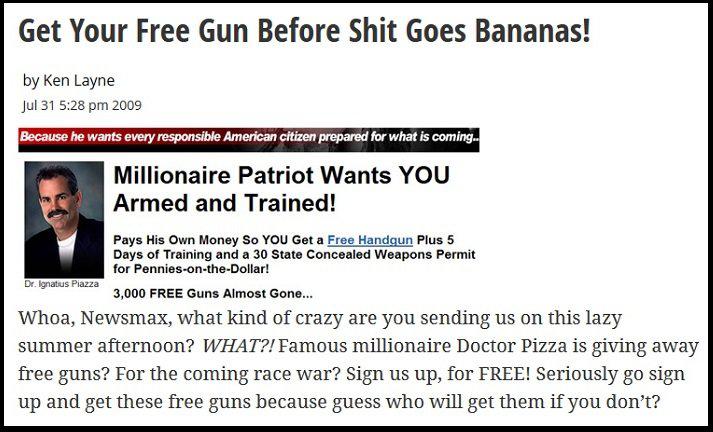 Get Your Free Gun Before Shit Goes Bananas!
by Ken Layne
Jul 31 5:28 pm 2009
Because he wants every responsible American citizen prepared for what is coming..
Millionaire Patriot Wants YOU
Armed and Trained!
Pays His Own Money So YOU Get a Free Handgun Plus 5
Days of Training and a 30 State Concealed Weapons Permit
for Pennies-on-the-Dollar!
Dr. Ignatius Piazza
3,000 FREE Guns Almost Gone...
Whoa, Newsmax, what kind of crazy are you sending us on this lazy
summer afternoon? WHAT?! Famous millionaire Doctor Pizza is giving away
free guns? For the coming race war? Sign us up, for FREE! Seriously go sign
up and get these free guns because guess who will get them if you don’t?